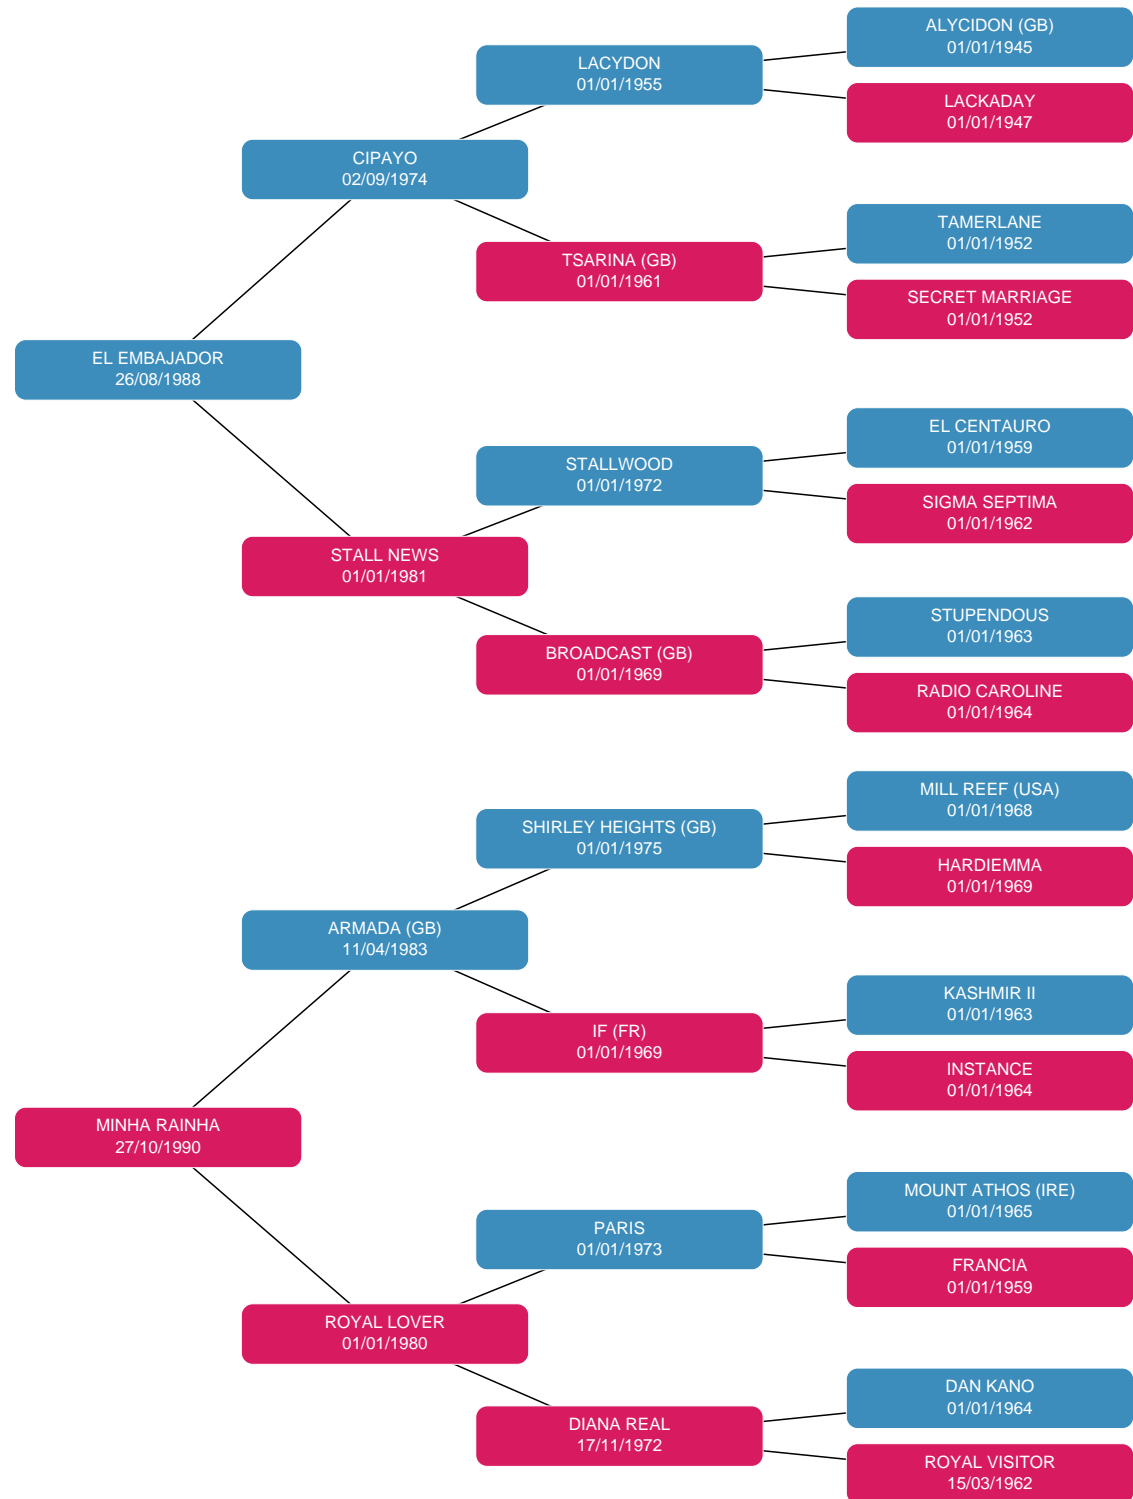 ALYCIDON (GB)
01/01/1945
LACYDON
01/01/1955
LACKADAY
01/01/1947
CIPAYO
02/09/1974
TAMERLANE
01/01/1952
TSARINA (GB)
01/01/1961
SECRET MARRIAGE
01/01/1952
EL EMBAJADOR
26/08/1988
EL CENTAURO
01/01/1959
STALLWOOD
01/01/1972
SIGMA SEPTIMA
01/01/1962
STALL NEWS
01/01/1981
STUPENDOUS
01/01/1963
BROADCAST (GB)
01/01/1969
RADIO CAROLINE
01/01/1964
MILL REEF (USA)
01/01/1968
SHIRLEY HEIGHTS (GB)
01/01/1975
HARDIEMMA
01/01/1969
ARMADA (GB)
11/04/1983
KASHMIR II
01/01/1963
IF (FR)
01/01/1969
INSTANCE
01/01/1964
MINHA RAINHA
27/10/1990
MOUNT ATHOS (IRE)
01/01/1965
PARIS
01/01/1973
FRANCIA
01/01/1959
ROYAL LOVER
01/01/1980
DAN KANO
01/01/1964
DIANA REAL
17/11/1972
ROYAL VISITOR
15/03/1962